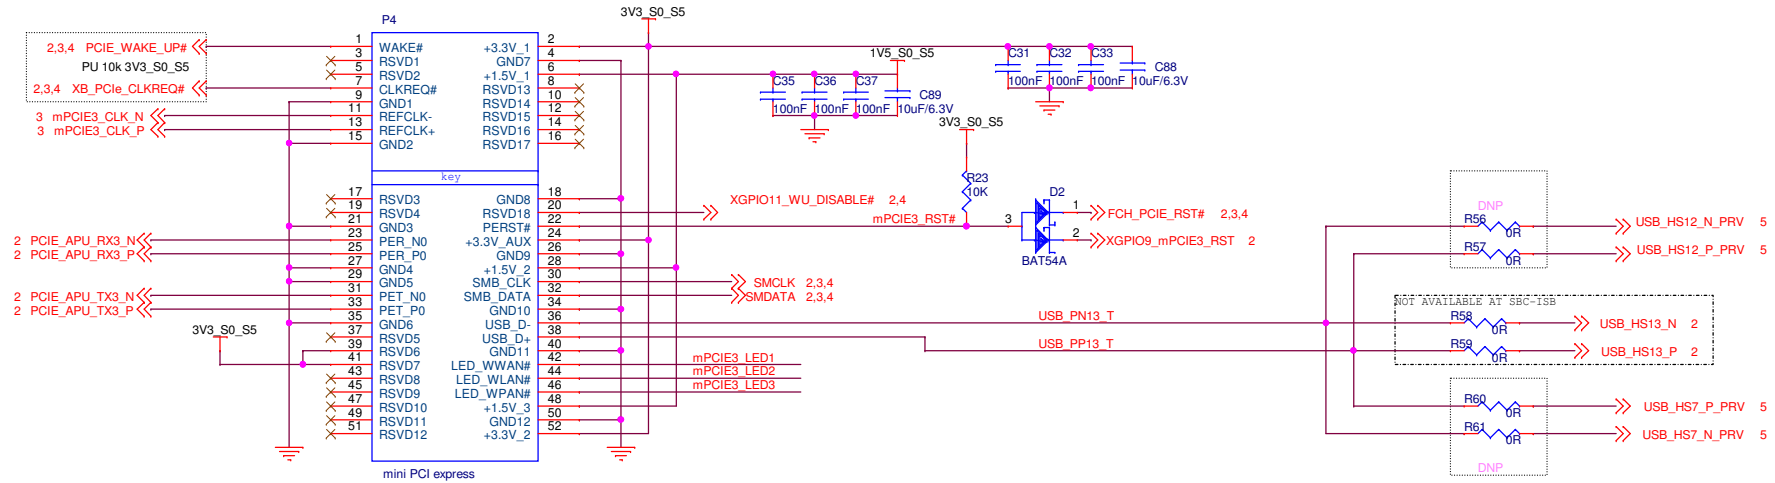 P4
3V3_S0_S5
1 WAKE# +3.3V_1 2
2,3,4 PCIE_WAKE_UP#
3 RSVD1 GND7 4
PU 10k 3V3_S0_S5
5 RSVD2 +1.5V_1 6
1V5_S0_S5
2,3,4 XB_PCIe_CLKREQ#
7 CLKREQ# RSVD13 8
9 GND1 RSVD14 10
3 mPCIE3_CLK_N
11 REFCLK- RSVD15 12
3 mPCIE3_CLK_P
13 REFCLK+ RSVD16 14
15 GND2 RSVD17 16
C35 C36 C37 C89
100nF 100nF 100nF 10uF/6.3V
C31 C32 C33 C88
100nF 100nF 100nF 10uF/6.3V
3V3_S0_S5
key
R23
10K
17 RSVD3 GND8 18
19 RSVD4 RSVD18 20
XGPIO11_WU_DISABLE# 2,4
21 GND3 PERST# 22
mPCIE3_RST#
3 D2 1 FCH_PCIE_RST# 2,3,4
2 XGPIO9_mPCIE3_RST 2
BAT54A
2 PCIE_APU_RX3_N
23 PER_N0 +3.3V_AUX 24
2 PCIE_APU_RX3_P
25 PER_P0 GND9 26
27 GND4 +1.5V_2 28
29 GND5 SMB_CLK 30
SMCLK 2,3,4
2 PCIE_APU_TX3_N
31 PET_N0 SMB_DATA 32
SMDATA 2,3,4
2 PCIE_APU_TX3_P
33 PET_P0 GND10 34
35 GND6 USB_D- 36
USB_PN13_T
3V3_S0_S5
37 RSVD5 USB_D+ 38
USB_PP13_T
39 RSVD6 GND11 40
41 RSVD7 LED_WWAN# 42
mPCIE3_LED1
43 RSVD8 LED_WLAN# 44
mPCIE3_LED2
45 RSVD9 LED_WPAN# 46
mPCIE3_LED3
47 RSVD10 +1.5V_3 48
49 RSVD11 GND12 50
51 RSVD12 +3.3V_2 52
mini PCI express
DNP
R56 0R USB_HS12_N_PRV 5
R57 0R USB_HS12_P_PRV 5
NOT AVAILABLE AT SBC-ISB
R58 0R USB_HS13_N 2
R59 0R USB_HS13_P 2
R60 0R USB_HS7_P_PRV 5
R61 0R USB_HS7_N_PRV 5
DNP